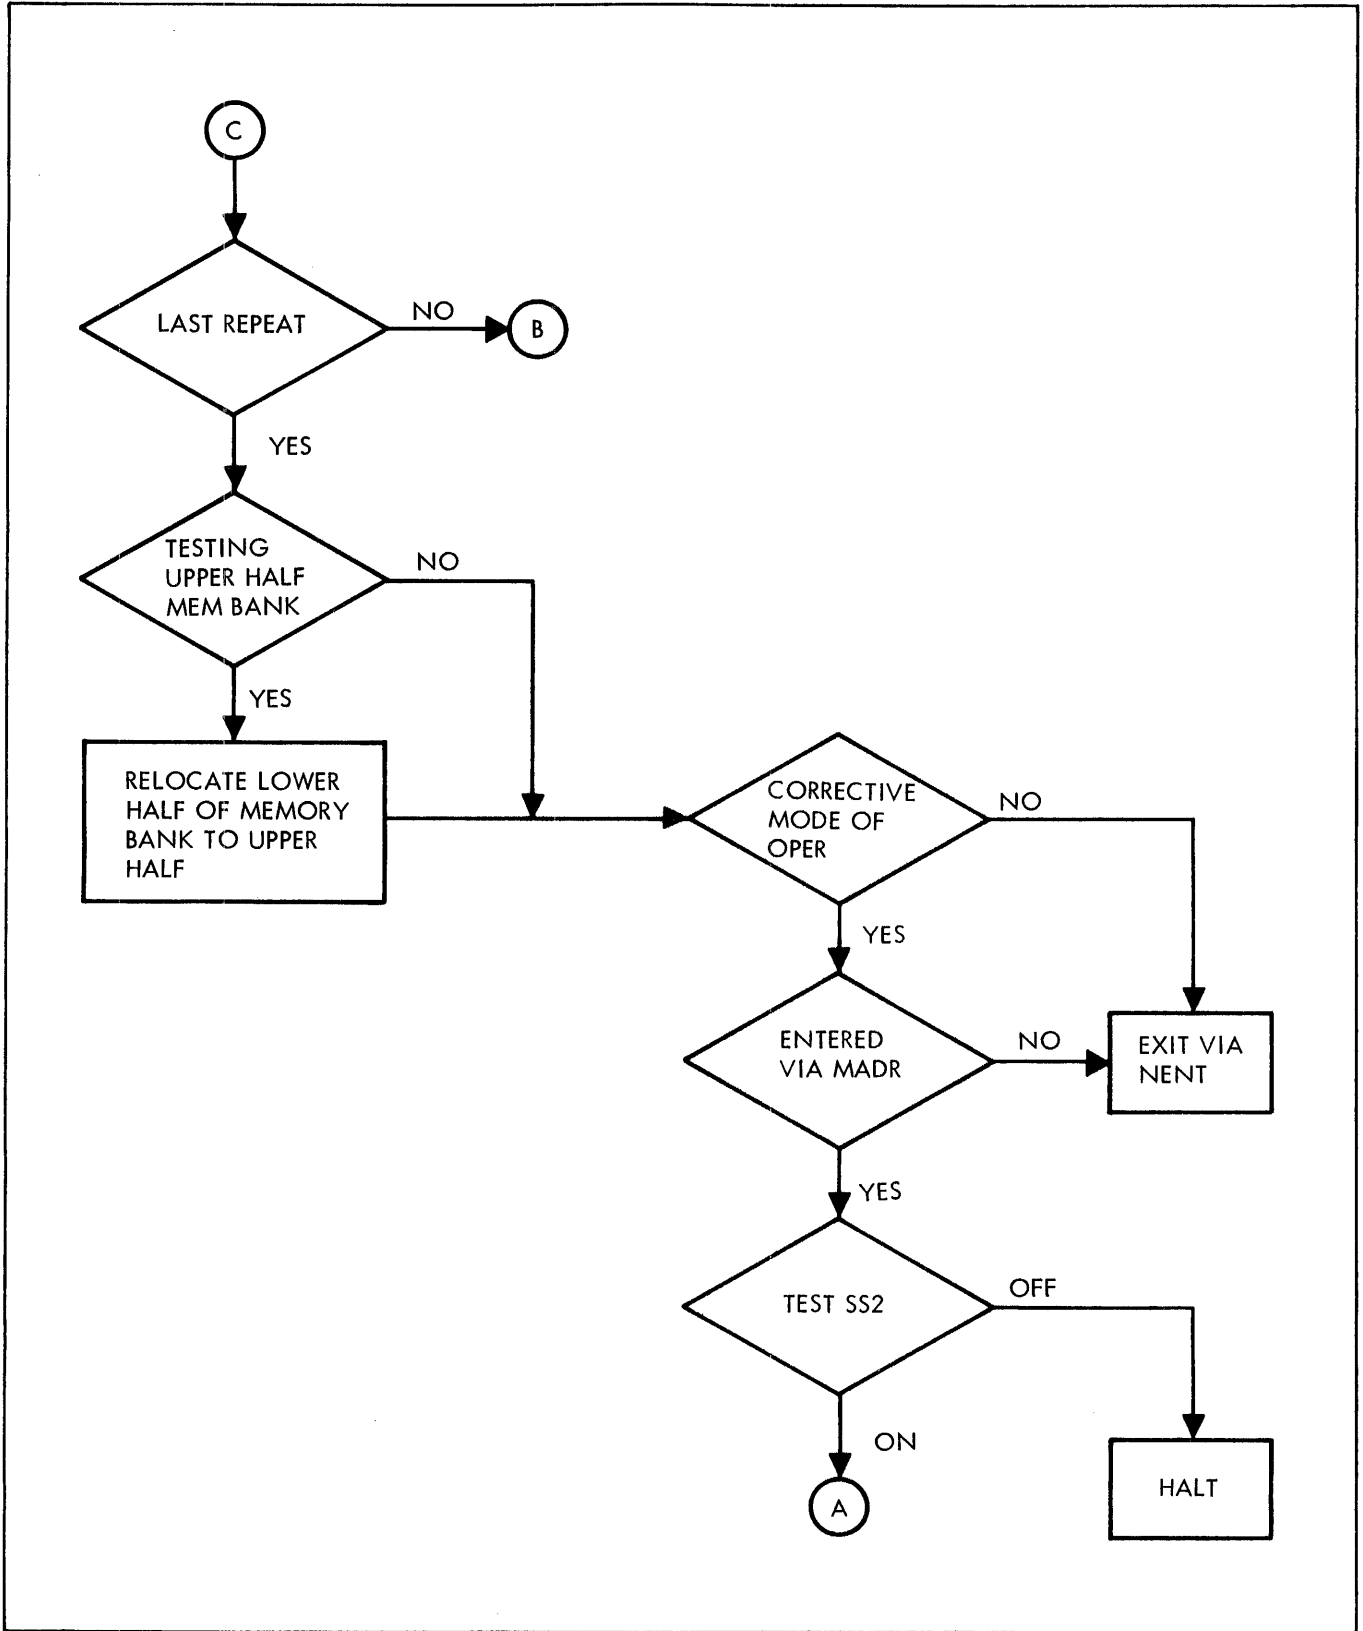 C
LAST REPEAT
NO
B
YES
TESTING
UPPER HALF
MEM BANK
NO
YES
RELOCATE LOWER
HALF OF MEMORY
BANK TO UPPER
HALF
CORRECTIVE
MODE OF
OPER
NO
YES
ENTERED
VIA MADR
NO
EXIT VIA
NENT
YES
TEST SS2
OFF
ON
HALT
A